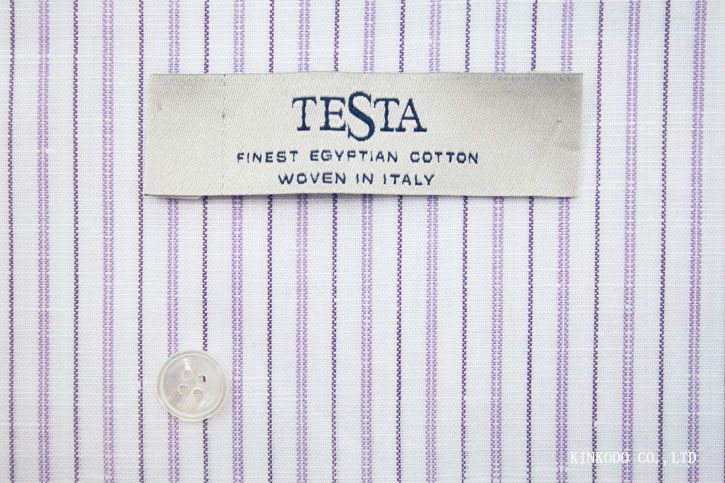 TESTA
FINEST EGYPTIAN COTTON
WOVEN IN ITALY
KINKODO CO.,LTD